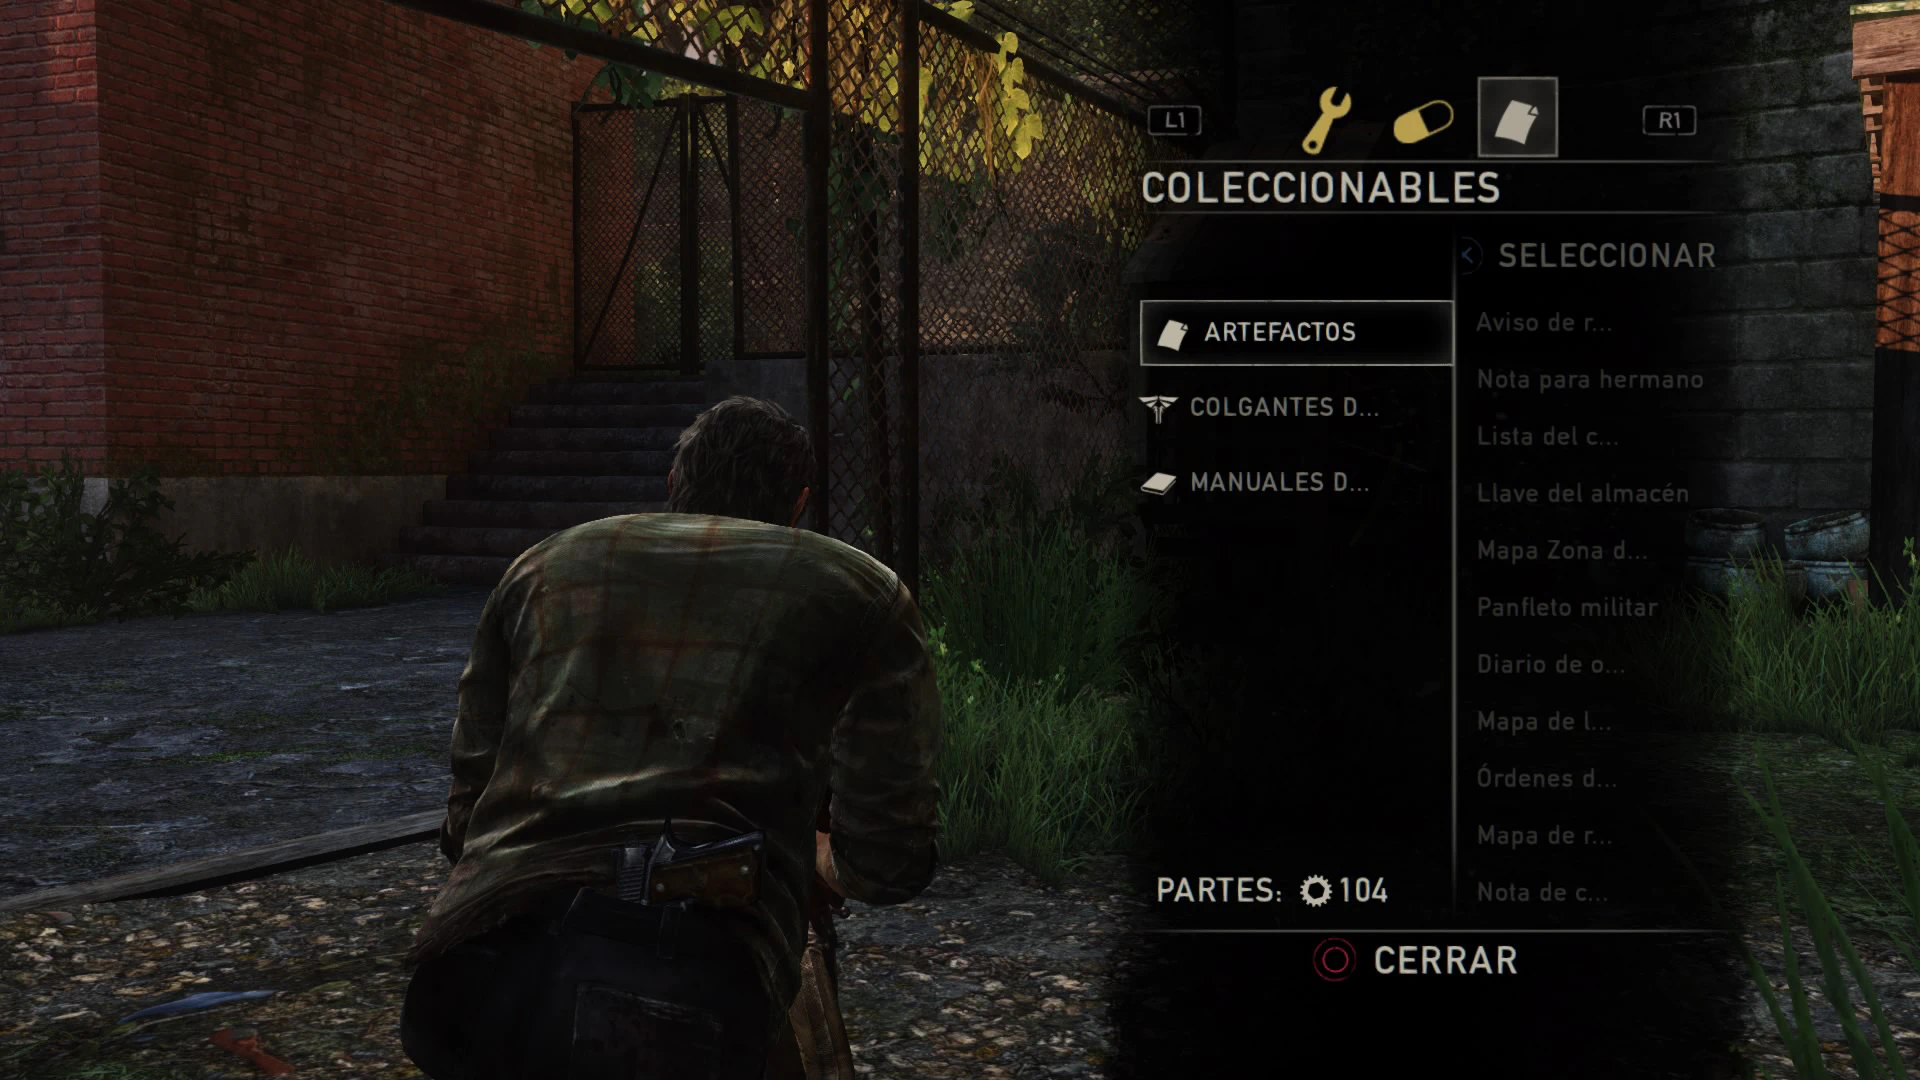 L1
R1
COLECCIONABLES
SELECCIONAR
ARTEFACTOS
COLGANTES D...
MANUALES D...
Aviso de r...
Nota para hermano
Lista del c...
Llave del almacén
Mapa Zona d...
Panfleto militar
Diario de o...
Mapa de l...
Órdenes d...
Mapa de r...
Nota de c...
PARTES: 104
CERRAR